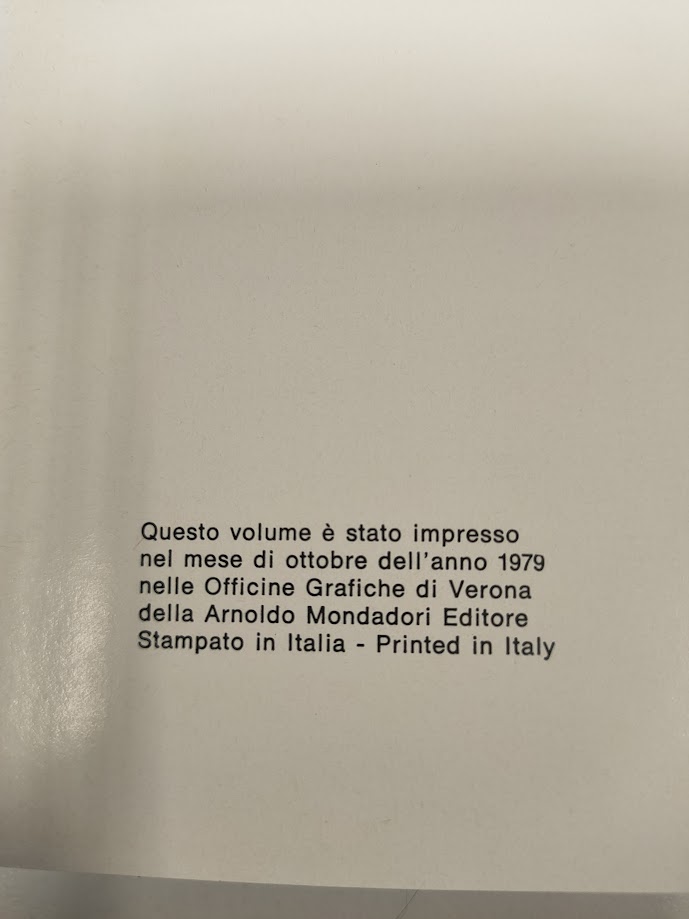 Questo volume è stato impresso
nel mese di ottobre dell'anno 1979
nelle Officine Grafiche di Verona
della Arnoldo Mondadori Editore
Stampato in Italia - Printed in Italy